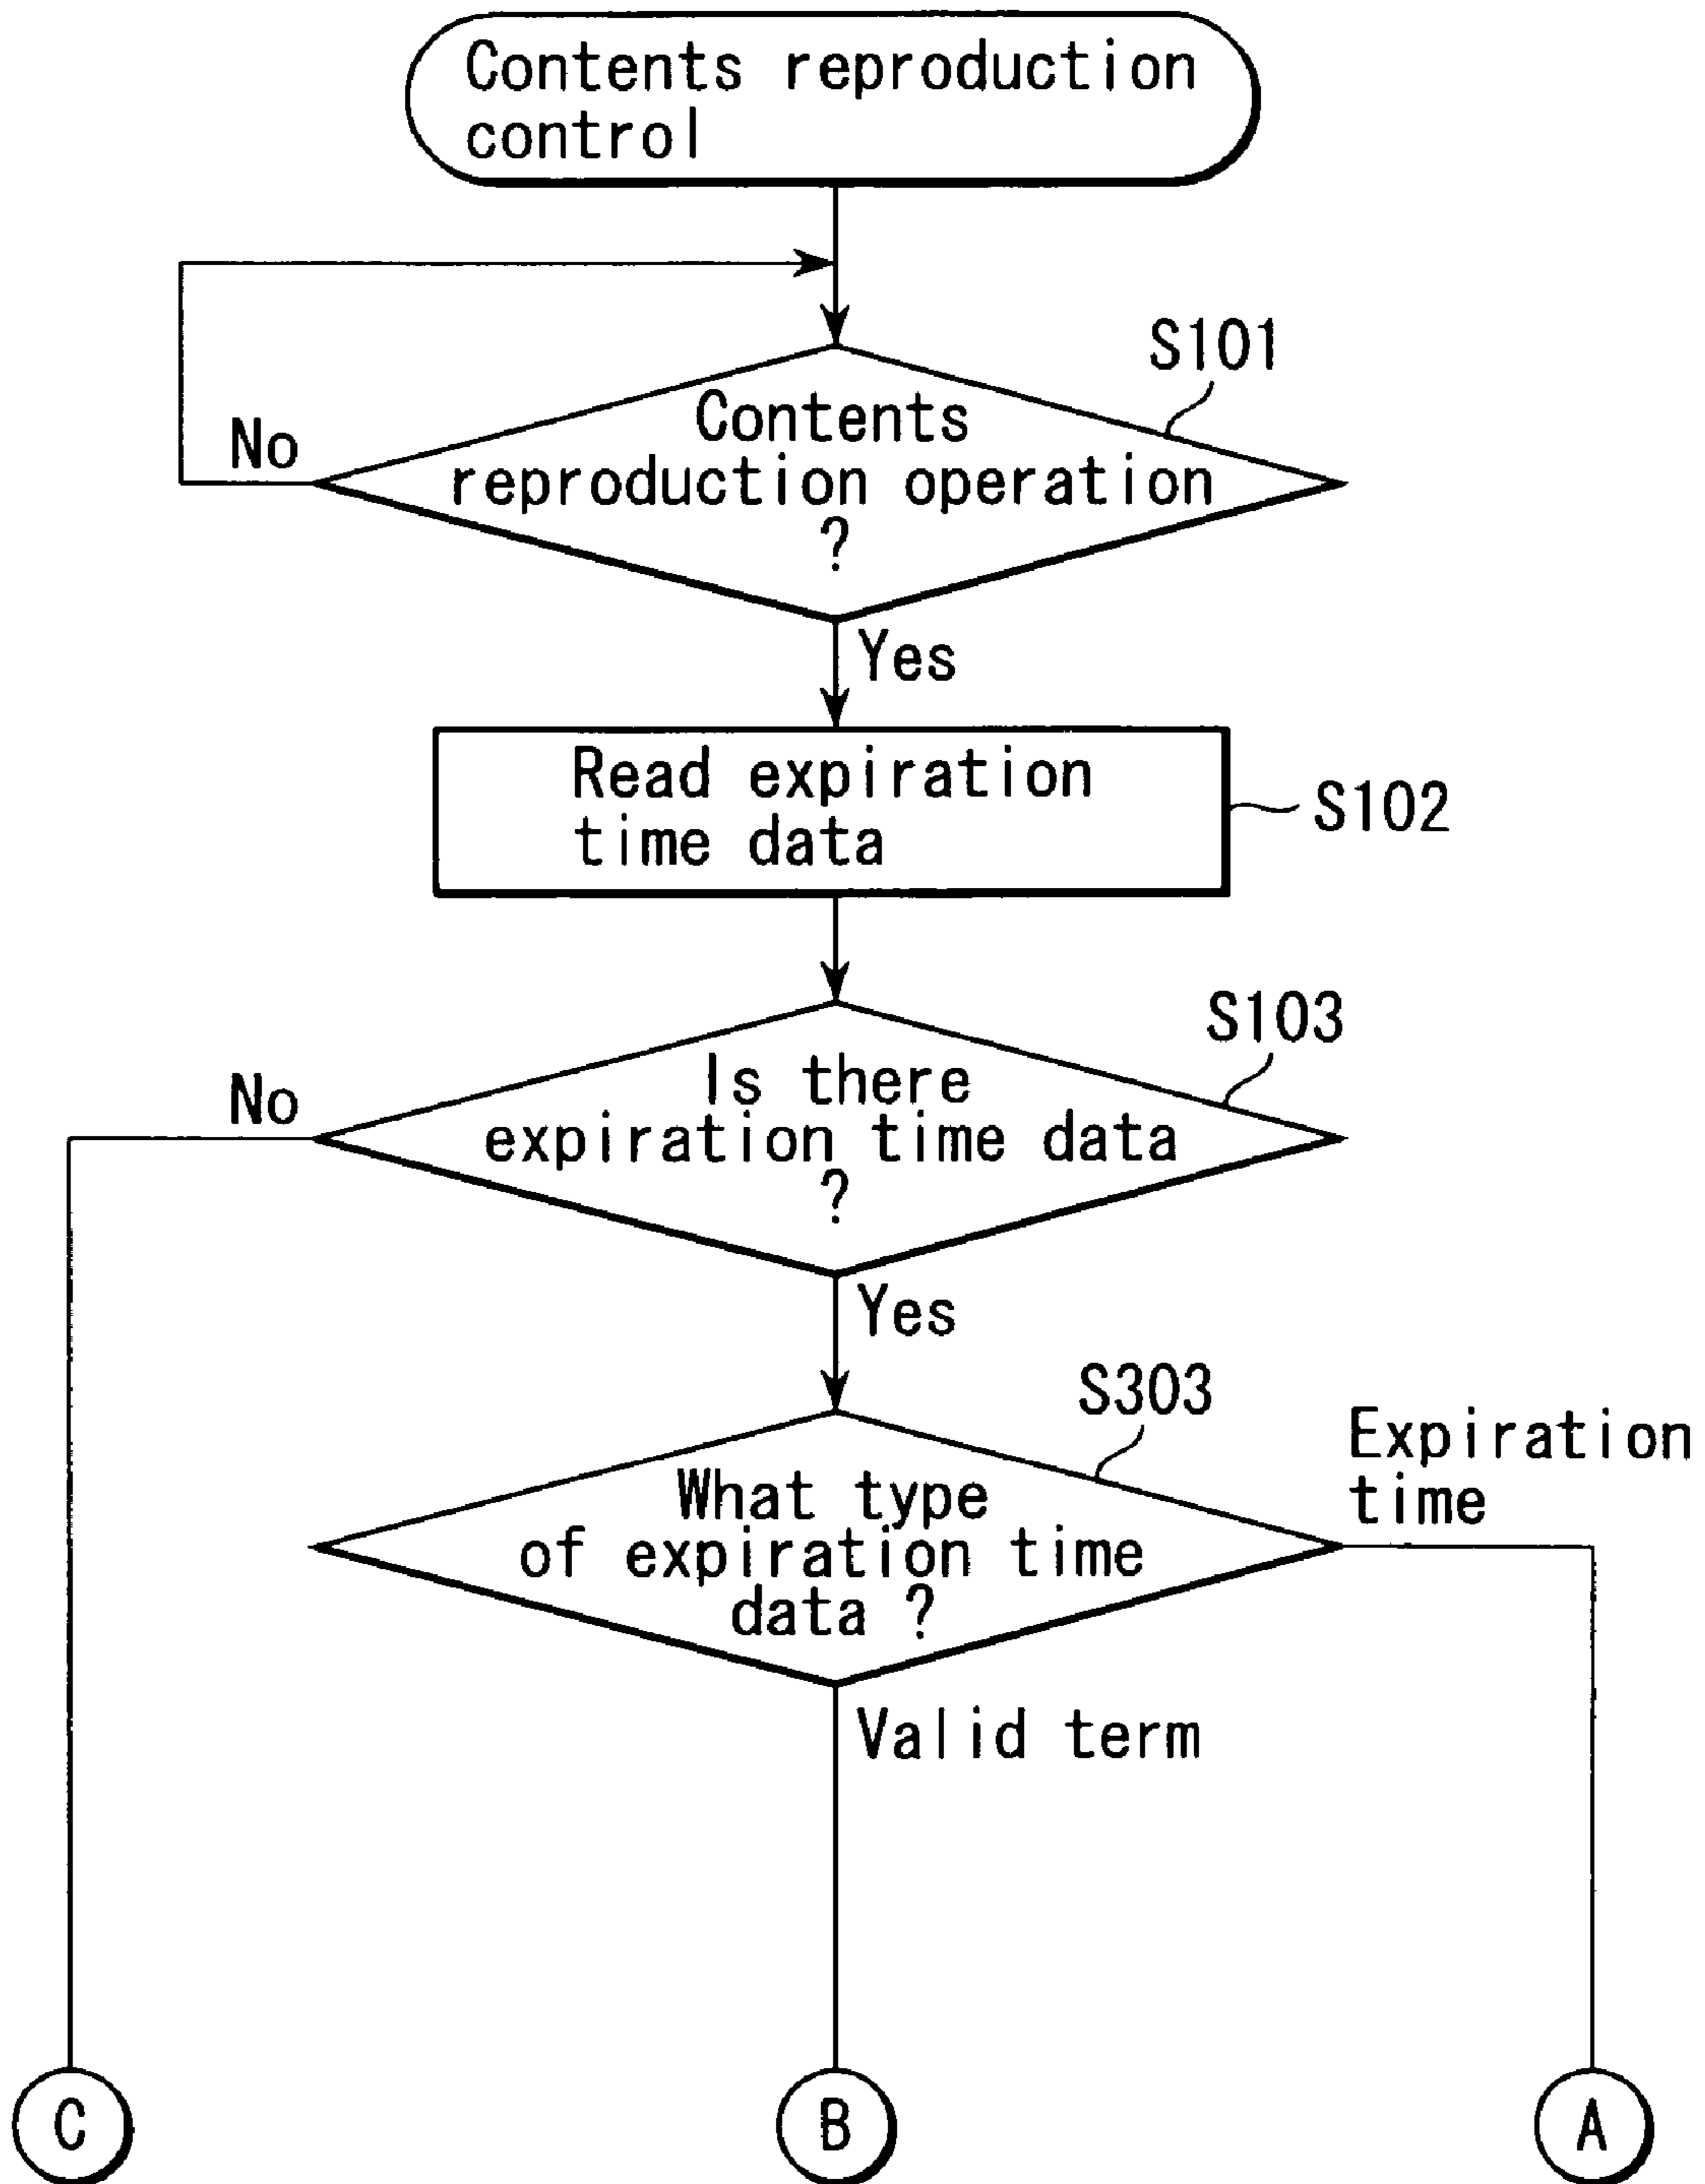 Contents reproduction
control
S101
Contents
reproduction operation
?
No
Yes
Read expiration
time data
S102
S103
Is there
expiration time data
?
No
Yes
S303
What type
of expiration time
data ?
Expiration
time
Valid term
C
B
A